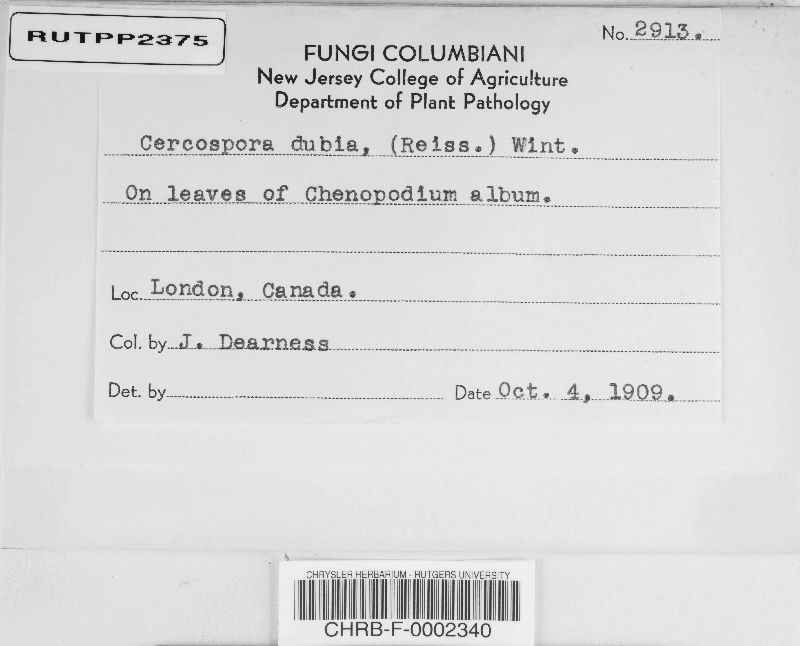 RUTPP2375
No. 2913.
FUNGI COLUMBIANI
New Jersey College of Agriculture
Department of Plant Pathology
Cercospora dubia, (Reiss.) Wint.
On leaves of Chenopodium album.
Loc. London, Canada.
Col. by J. Dearness
Det. by
Date Oct. 4, 1909.
CHRYSLER HERBARIUM - RUTGERS UNIVERSITY
CHRB-F-0002340